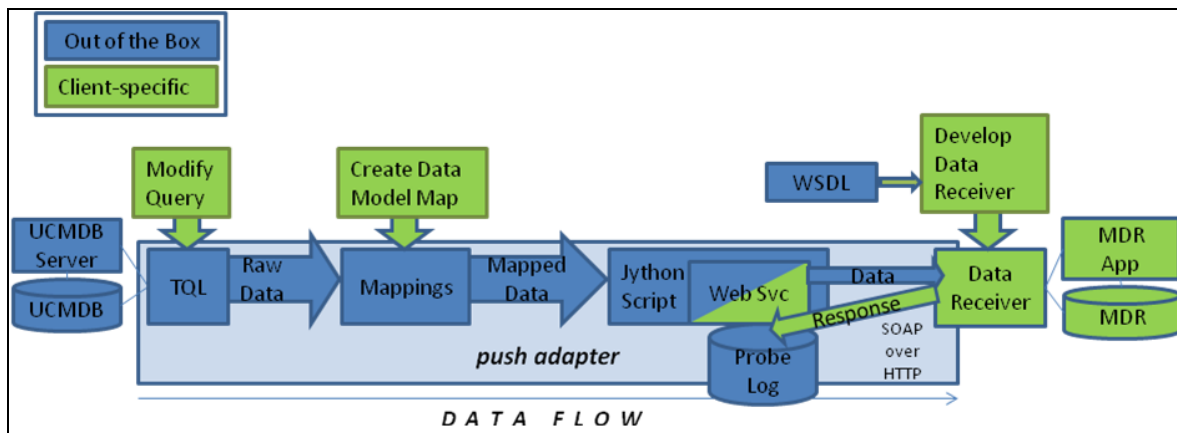 Out of the Box
Client-specific
Modify
Query
Create Data
Model Map
WSDL
Develop
Data
Receiver
UCMDB
Server
UCMDB
TQL
Raw
Data
Mappings
Mapped
Data
Jython
Script
Web Svc
Data
Response
Data
Receiver
MDR
App
MDR
push adapter
Probe
Log
SOAP
over
HTTP
DATA FLOW